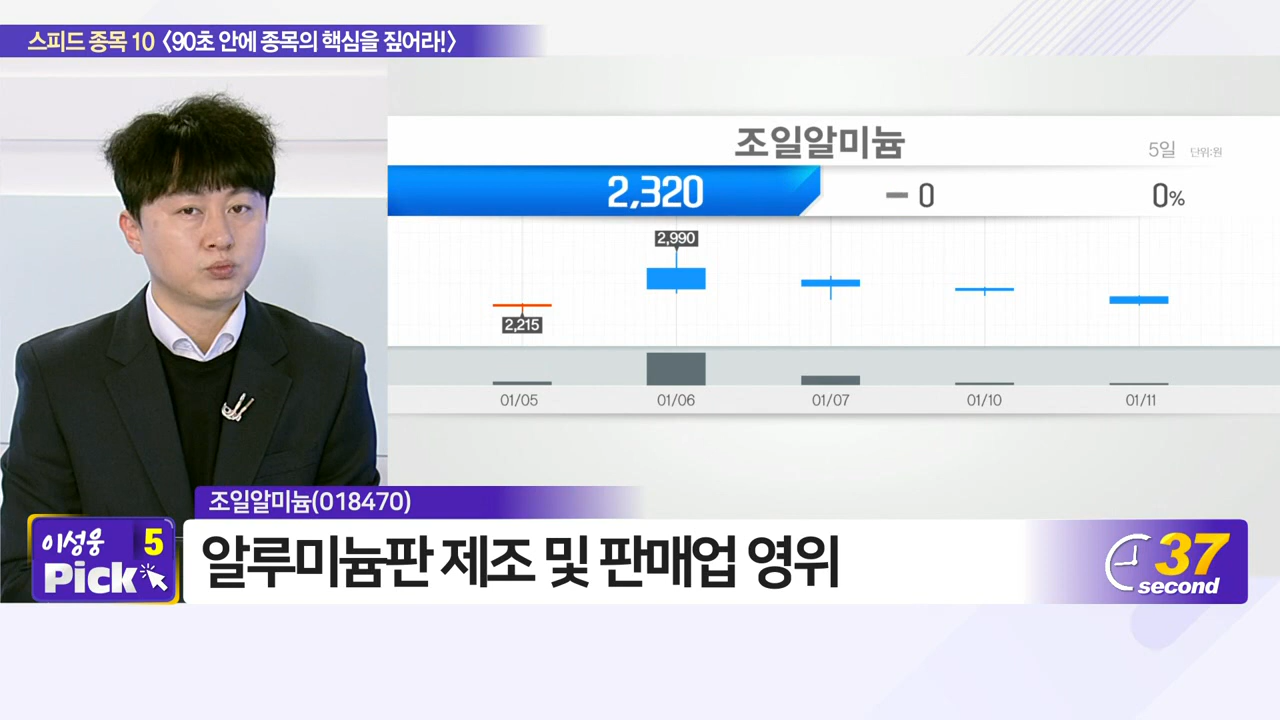 스피드 종목 10 <90초 안에 종목의 핵심을 짚어라!>
조일알미늄
5일 단위:원
2,320 0 0%
2,990
2,215
01/05 01/06 01/07 01/10 01/11
조일알미늄(018470)
이성웅 5
Pick
알루미늄판 제조 및 판매업 영위
37
second